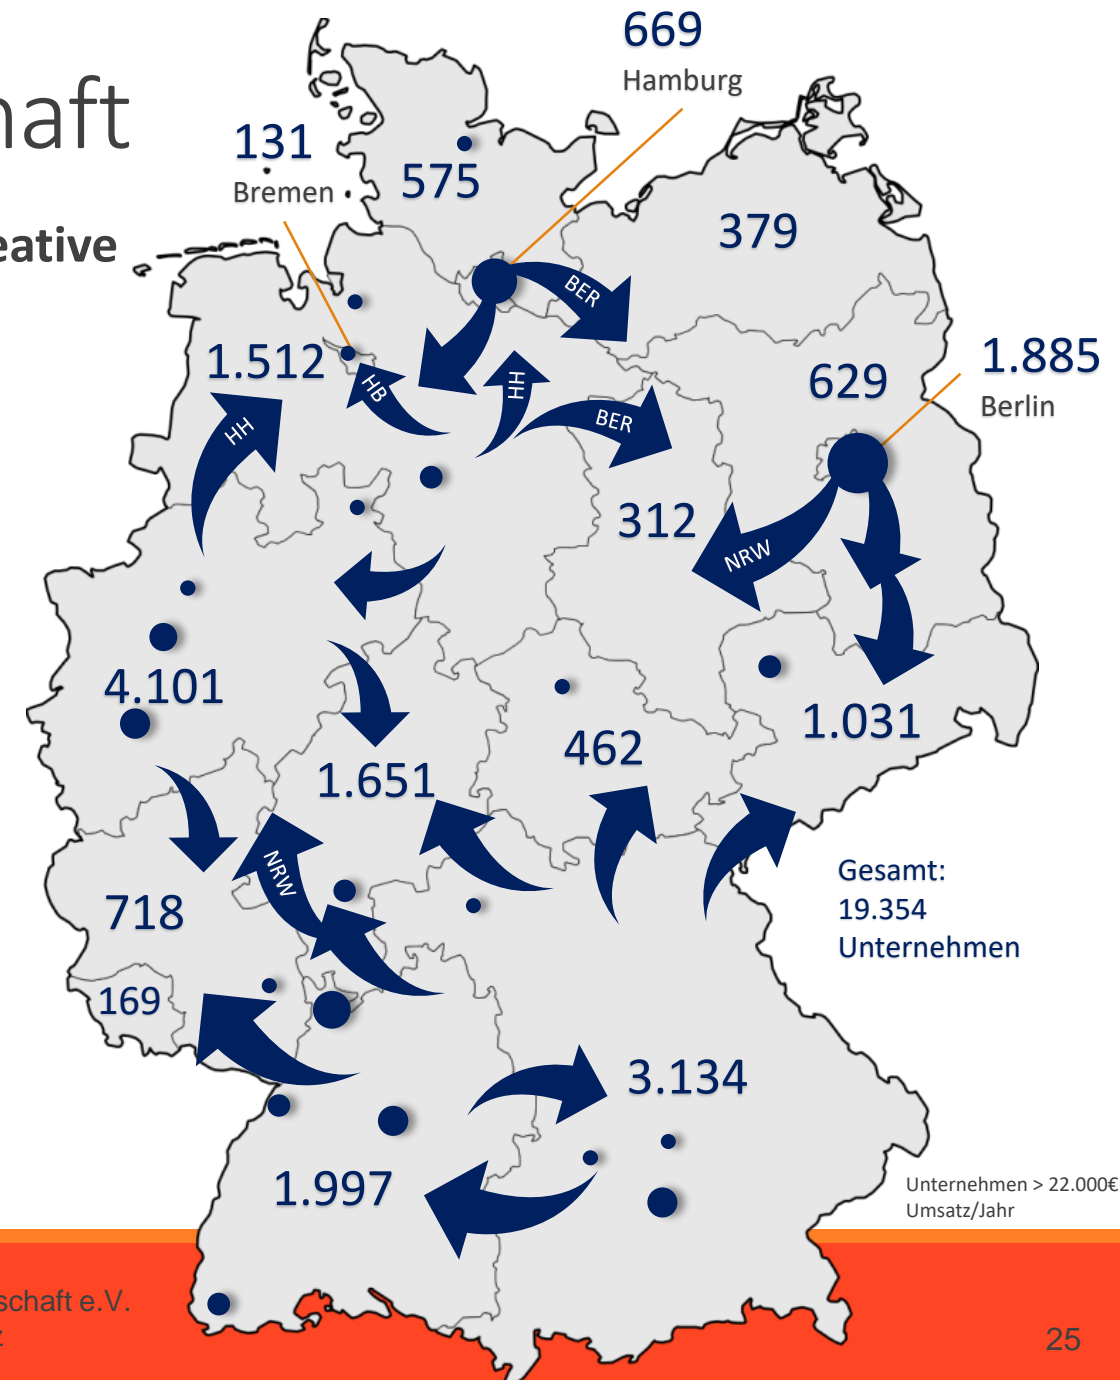 haft
eative
669
Hamburg
131
Bremen
575
379
BER
1.512
HB
HH
HH
BER
629
1.885
Berlin
312
NRW
4.101
1.031
462
1.651
NRW
718
169
Gesamt:
19.354
Unternehmen
3.134
1.997
Unternehmen > 22.000€
Umsatz/Jahr
schaft e.V.
z
25